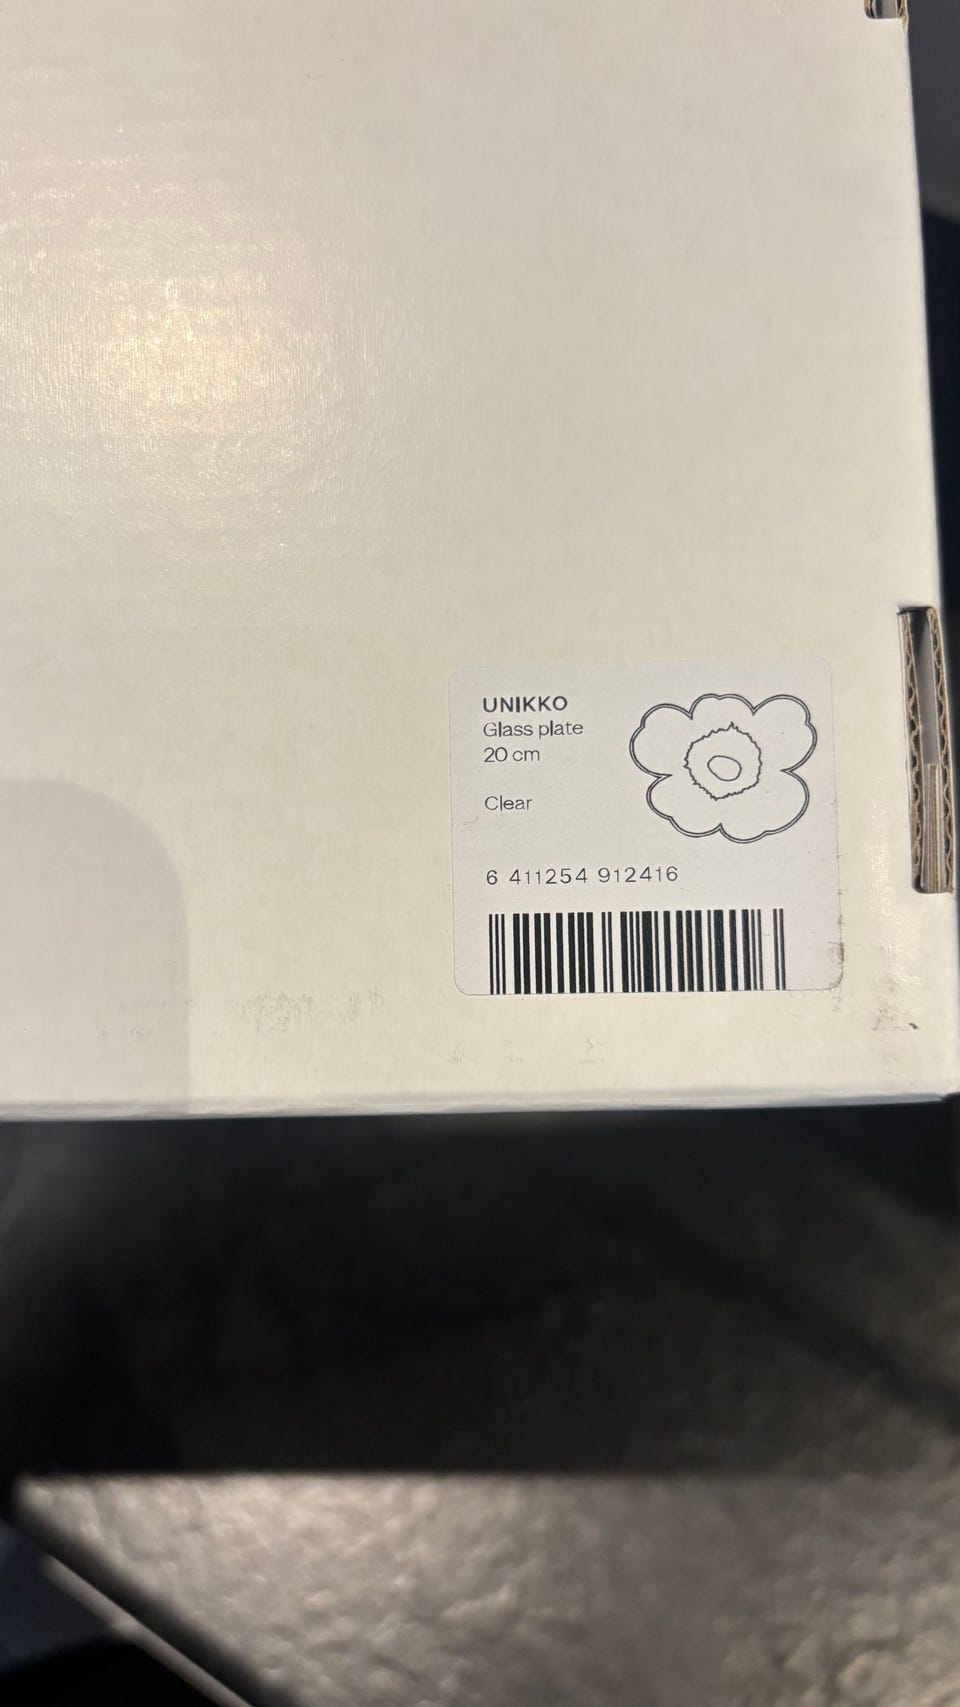 UNIKKO
Glass plate
20 cm
Clear
6 411254 912416